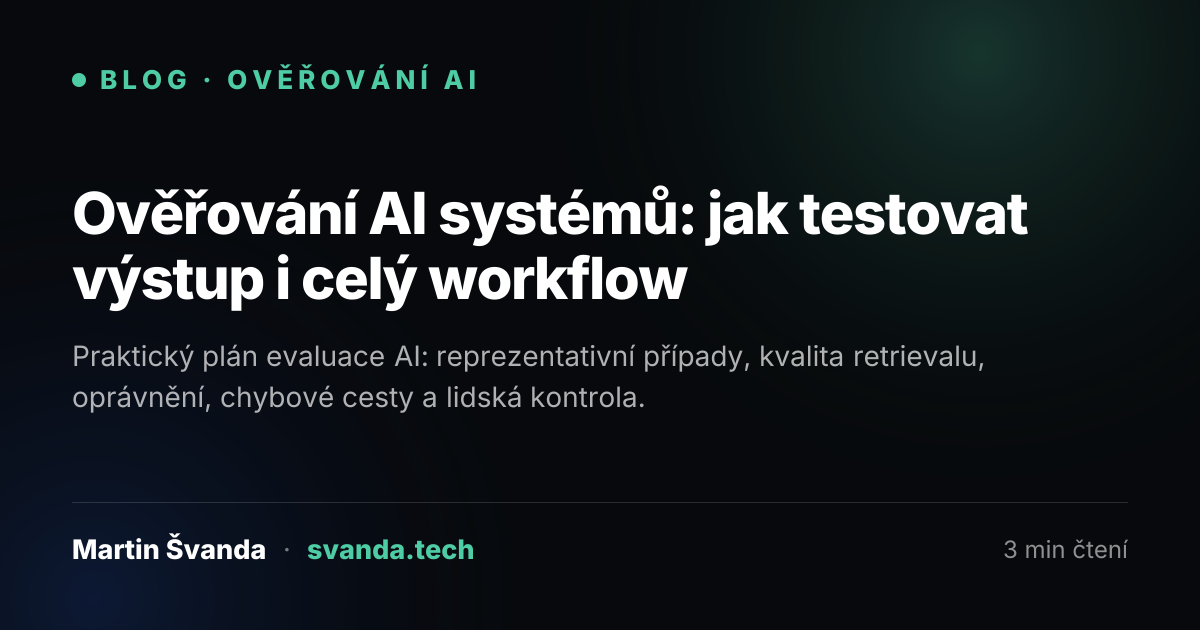 BLOG · OVĚŘOVÁNÍ AI
Ověřování AI systémů: jak testovat
výstup i celý workflow
Praktický plán evaluace AI: reprezentativní případy, kvalita retrievalu,
oprávnění, chybové cesty a lidská kontrola.
Martin Švanda · svanda.tech
3 min čtení